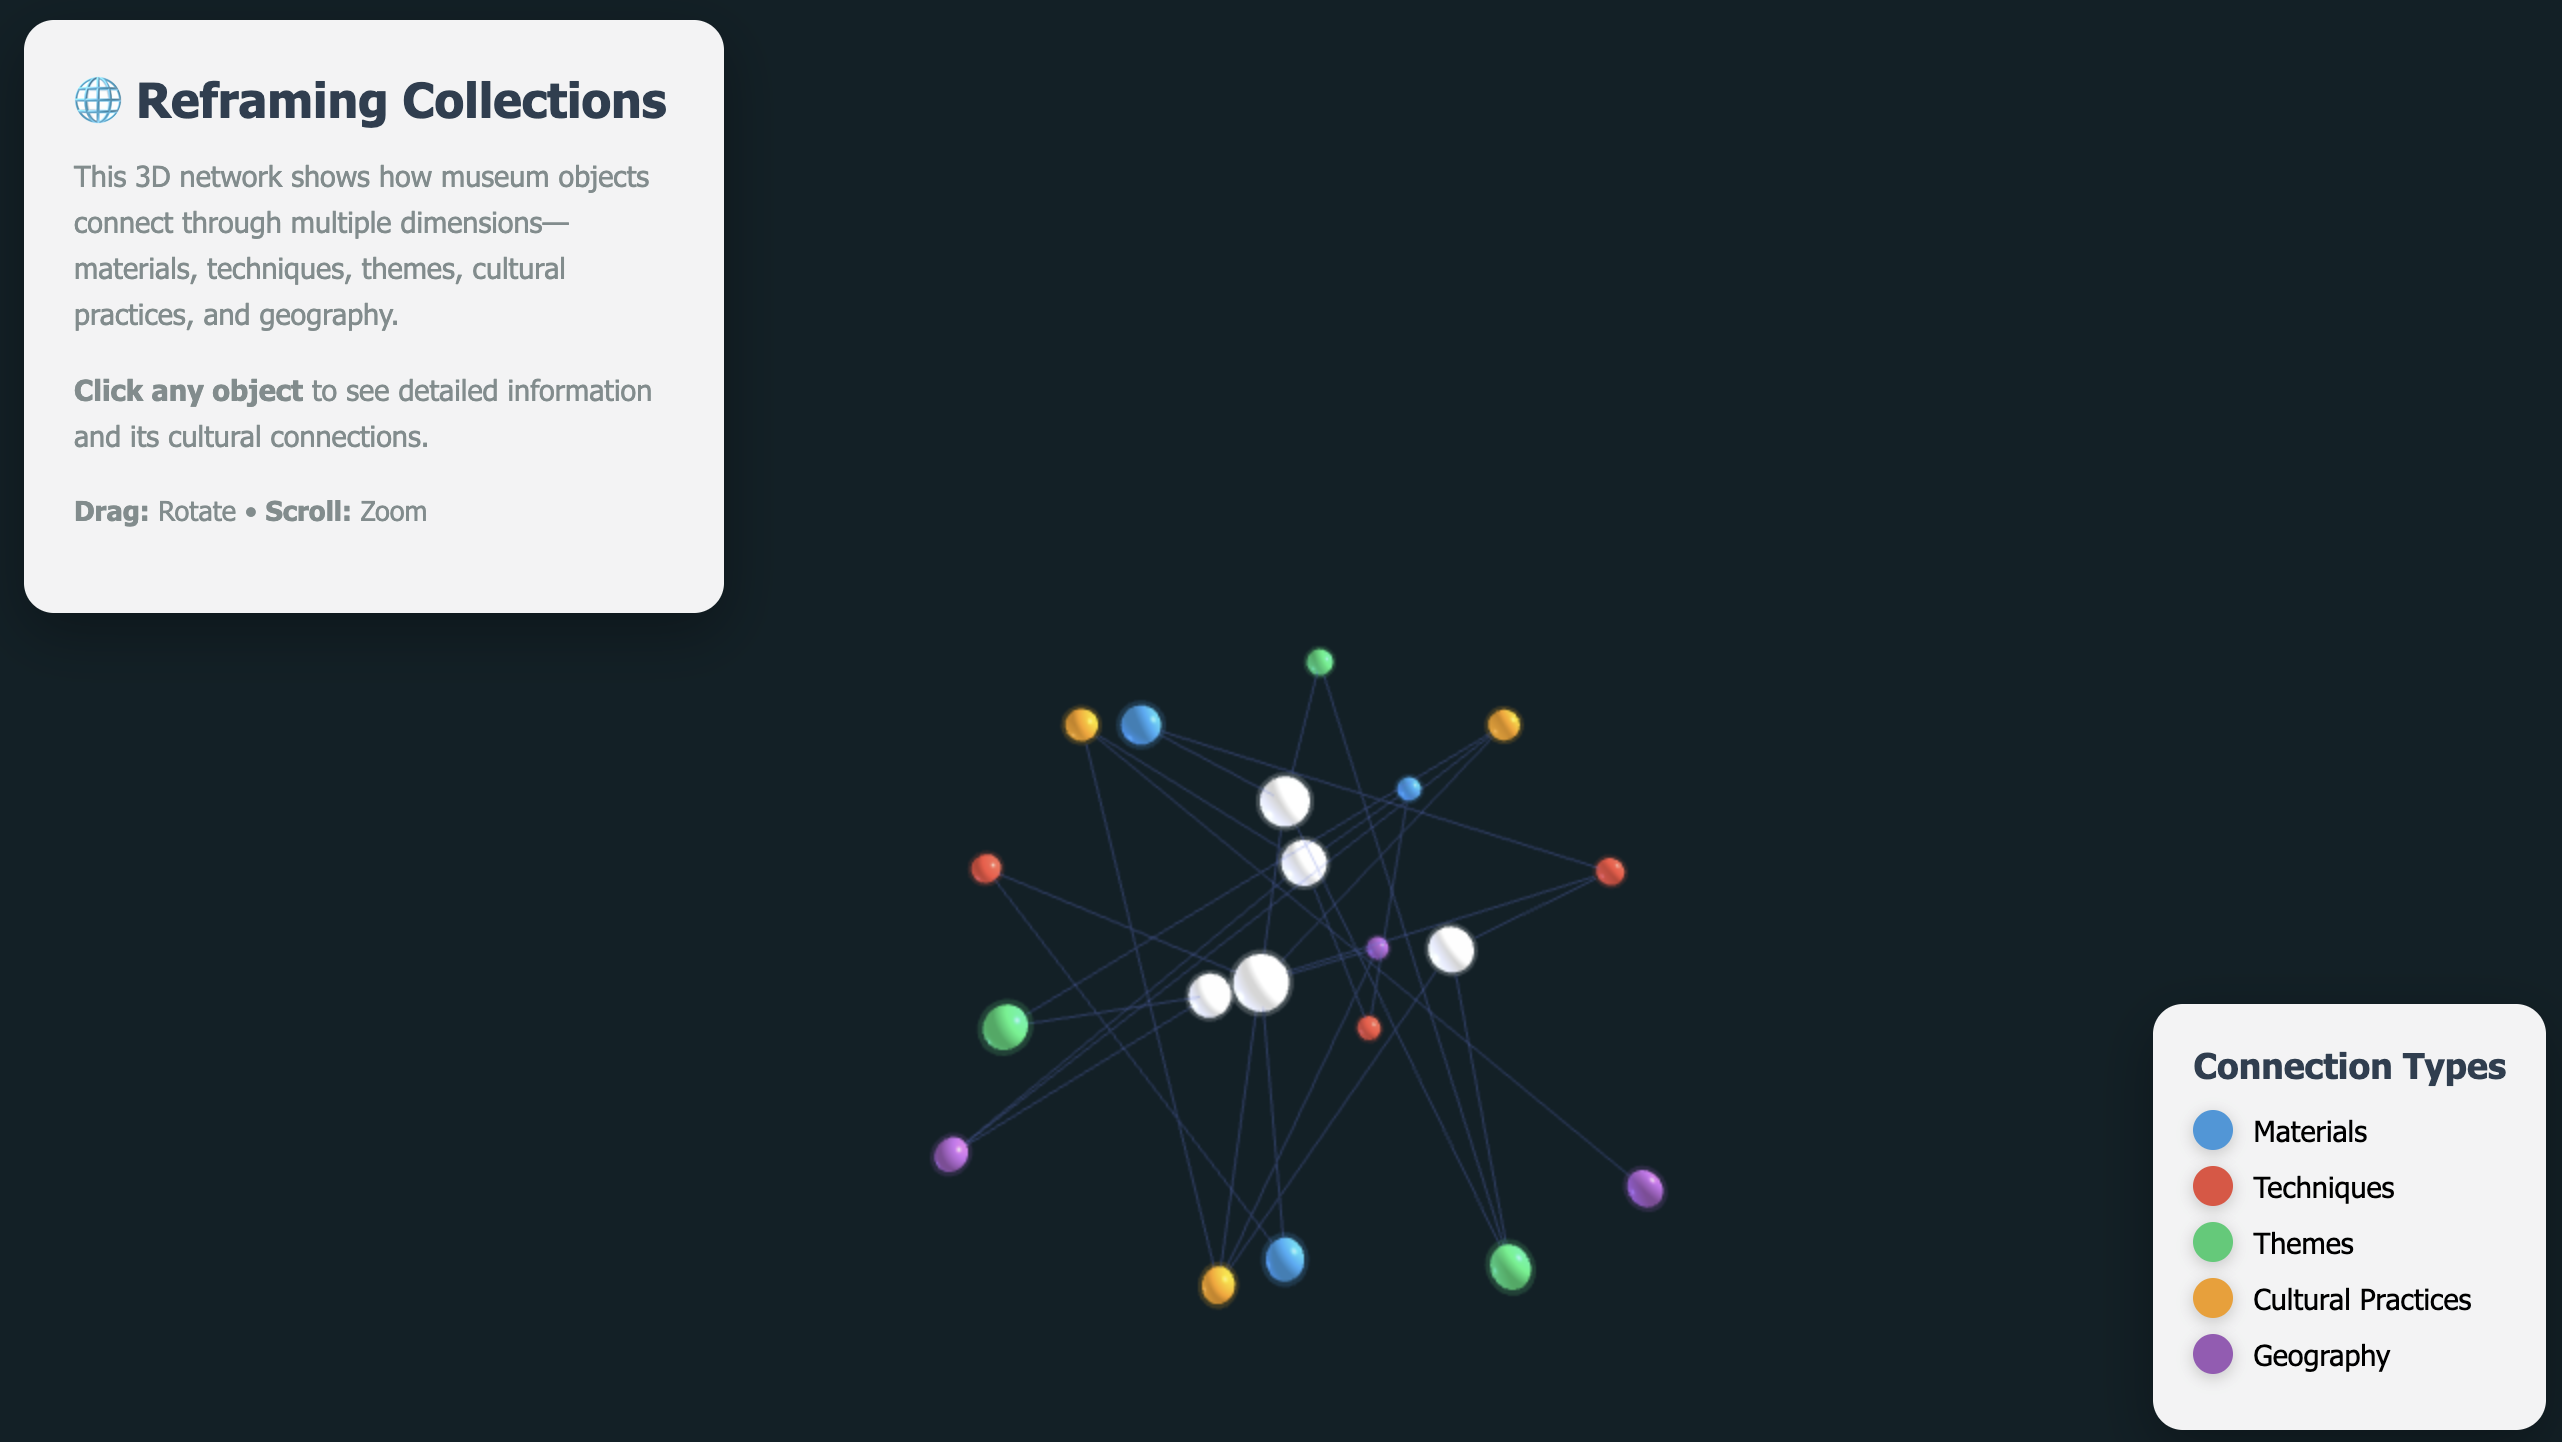 Reframing Collections
This 3D network shows how museum objects
connect through multiple dimensions—
materials, techniques, themes, cultural
practices, and geography.
Click any object to see detailed information
and its cultural connections.
Drag: Rotate • Scroll: Zoom
Connection Types
Materials
Techniques
Themes
Cultural Practices
Geography